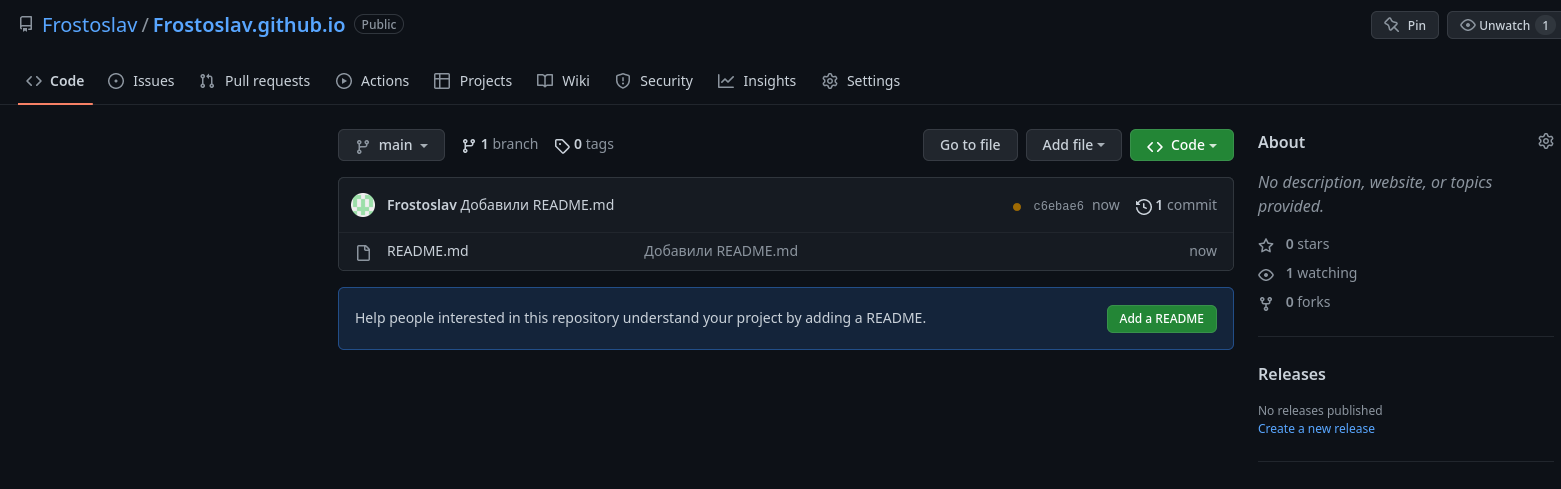 Frostoslav / Frostoslav.github.io Public Pin Unwatch 1
Code Issues Pull requests Actions Projects Wiki Security Insights Settings
main 1 branch 0 tags Go to file Add file Code
Frostoslav Добавили README.md c6ebae6 now 1 commit
README.md Добавили README.md now
Help people interested in this repository understand your project by adding a README. Add a README
About
No description, website, or topics
provided.
0 stars
1 watching
0 forks
Releases
No releases published
Create a new release